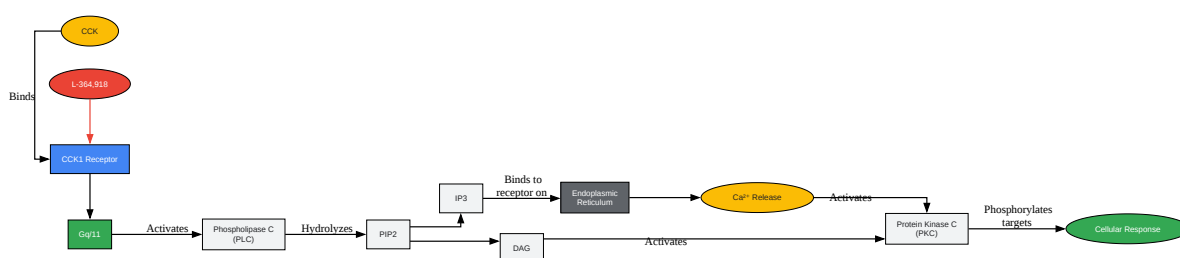 CCK
L-364,918
Binds
CCK1 Receptor
Gq/11
Activates
Phospholipase C
(PLC)
Hydrolyzes
PIP2
IP3
DAG
Binds to
receptor on
Endoplasmic
Reticulum
Ca²⁺ Release
Activates
Activates
Protein Kinase C
(PKC)
Phosphorylates
targets
Cellular Response